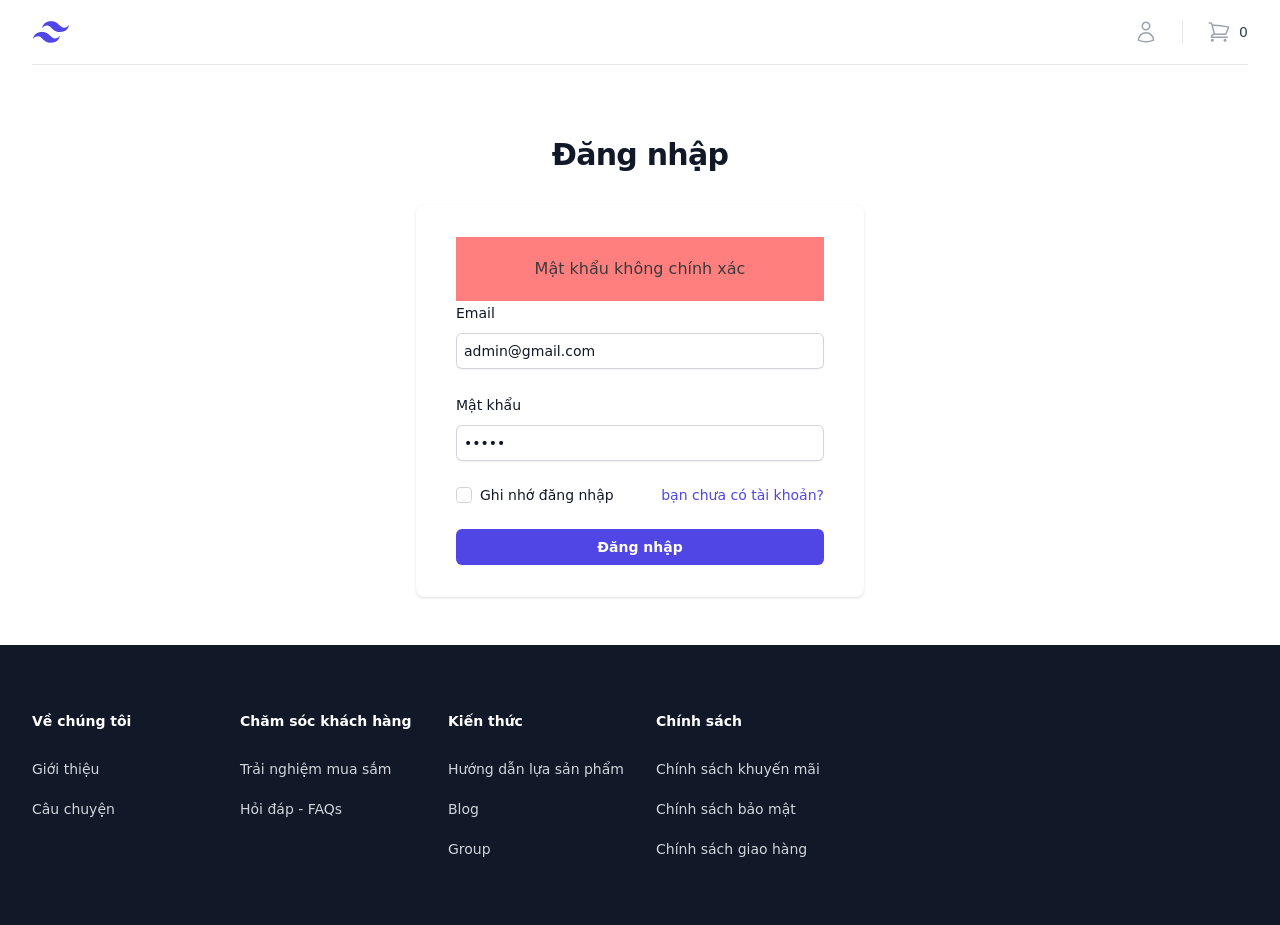 0
Đăng nhập
Mật khẩu không chính xác
Email
admin@gmail.com
Mật khẩu
•••••
Ghi nhớ đăng nhập
bạn chưa có tài khoản?
Đăng nhập
Về chúng tôi
Giới thiệu
Câu chuyện
Chăm sóc khách hàng
Trải nghiệm mua sắm
Hỏi đáp - FAQs
Kiến thức
Hướng dẫn lựa sản phẩm
Blog
Group
Chính sách
Chính sách khuyến mãi
Chính sách bảo mật
Chính sách giao hàng